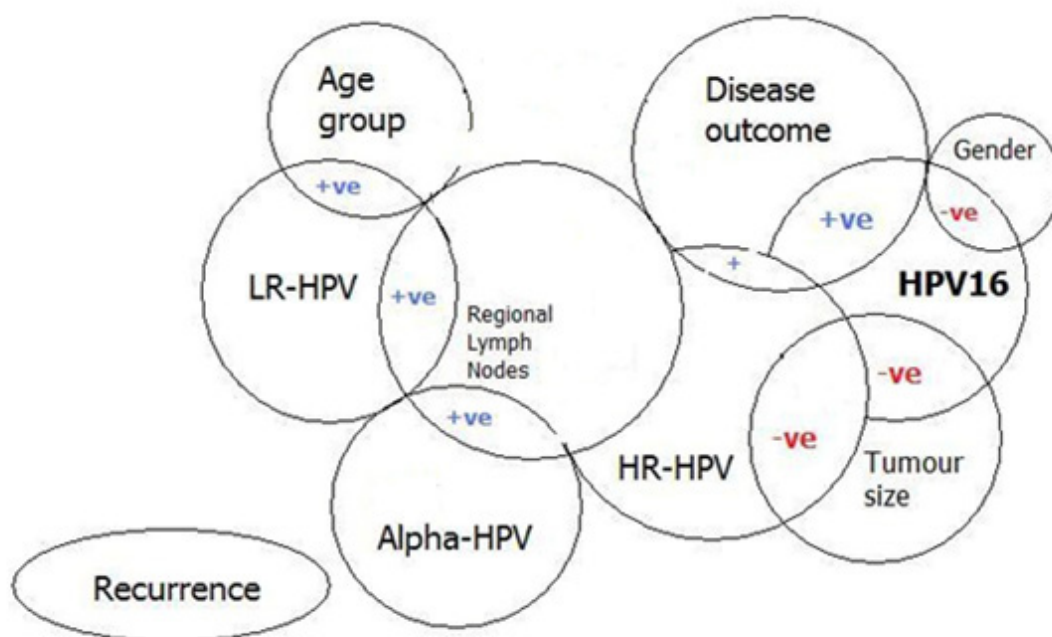 Age
group
+ve
LR-HPV
+ve
Regional
Lymph
Nodes
+ve
Alpha-HPV
Recurrence
Disease
outcome
Gender
+ve
-ve
+
HPV16
-ve
-ve
HR-HPV
Tumour
size